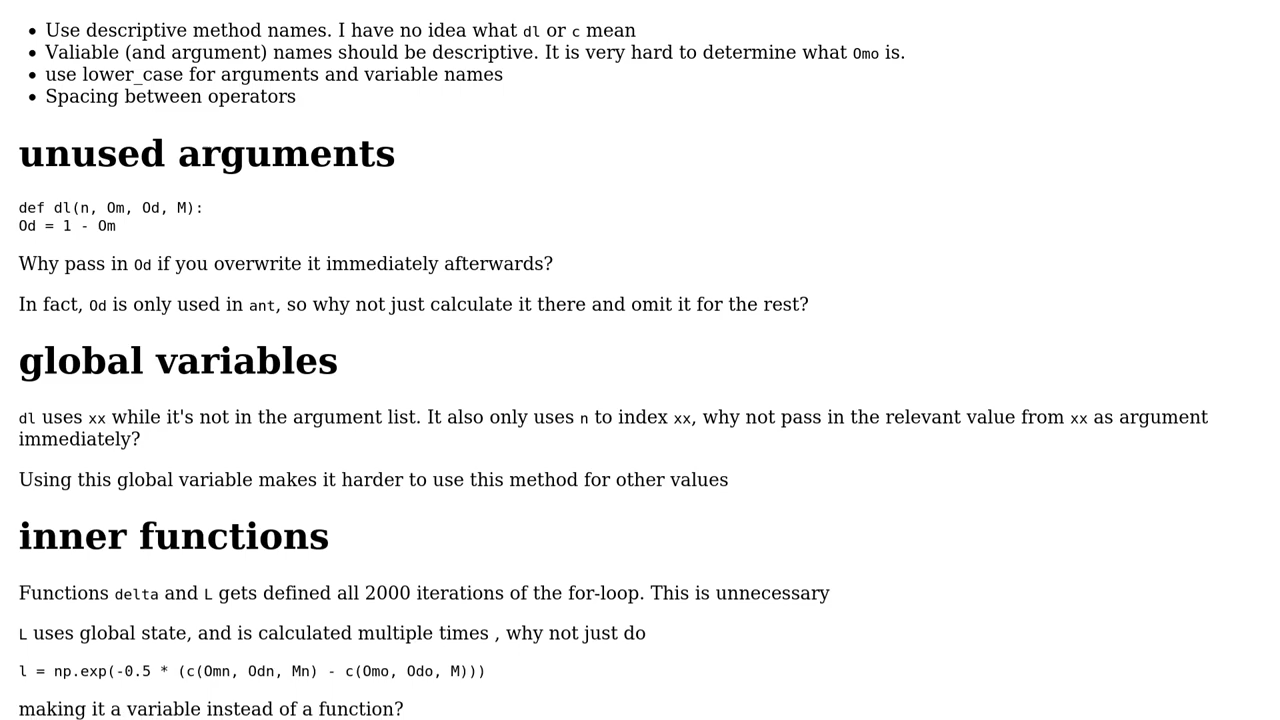 Use descriptive method names. I have no idea what dl or c mean
Valiable (and argument) names should be descriptive. It is very hard to determine what Omo is.
use lower_case for arguments and variable names
Spacing between operators
unused arguments
def dl(n, Om, Od, M):
Od = 1 - Om
Why pass in Od if you overwrite it immediately afterwards?
In fact, Od is only used in ant, so why not just calculate it there and omit it for the rest?
global variables
dl uses xx while it's not in the argument list. It also only uses n to index xx, why not pass in the relevant value from xx as argument
immediately?
Using this global variable makes it harder to use this method for other values
inner functions
Functions delta and L gets defined all 2000 iterations of the for-loop. This is unnecessary
L uses global state, and is calculated multiple times , why not just do
l = np.exp(-0.5 * (c(Omn, Odn, Mn) - c(Omo, Odo, M)))
making it a variable instead of a function?